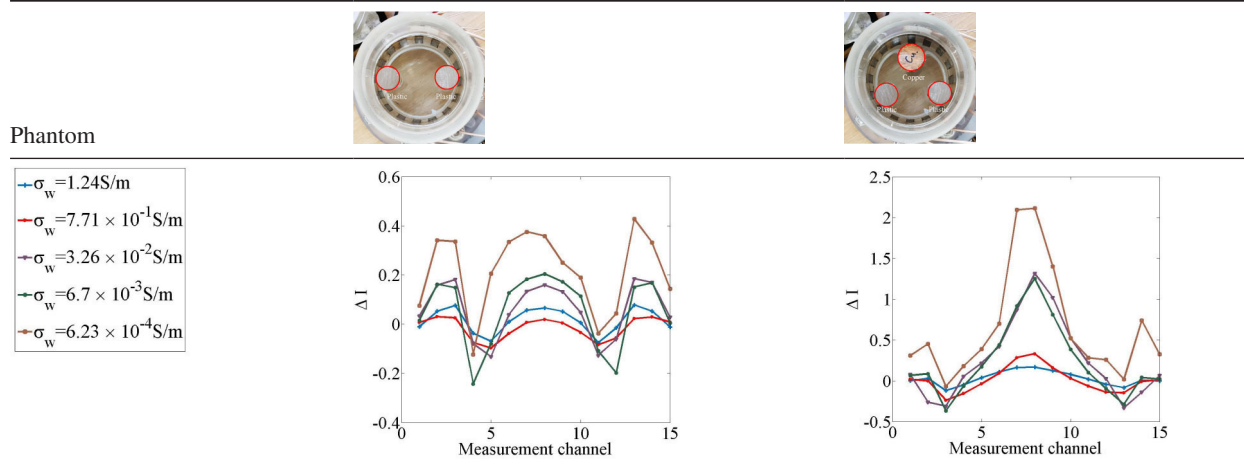 Plastic
Plastic
Copper
Plastic
Plastic
Phantom
σw=1.24S/m
σw=7.71 × 10-1S/m
σw=3.26 × 10-2S/m
σw=6.7 × 10-3S/m
σw=6.23 × 10-4S/m
0.6
0.4
0.2
0
-0.2
-0.4
Δ I
0
5
10
15
Measurement channel
2.5
2
1.5
1
0.5
0
-0.5
Δ I
0
5
10
15
Measurement channel